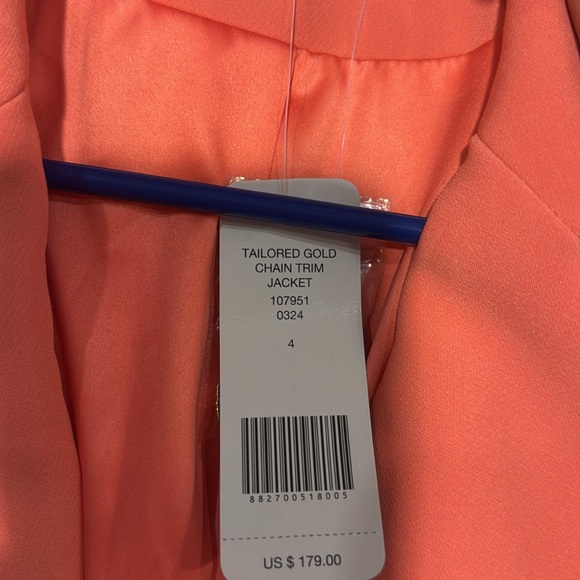 TAILORED GOLD
CHAIN TRIM
JACKET
107951
0324
4
882700518005
US $ 179.00